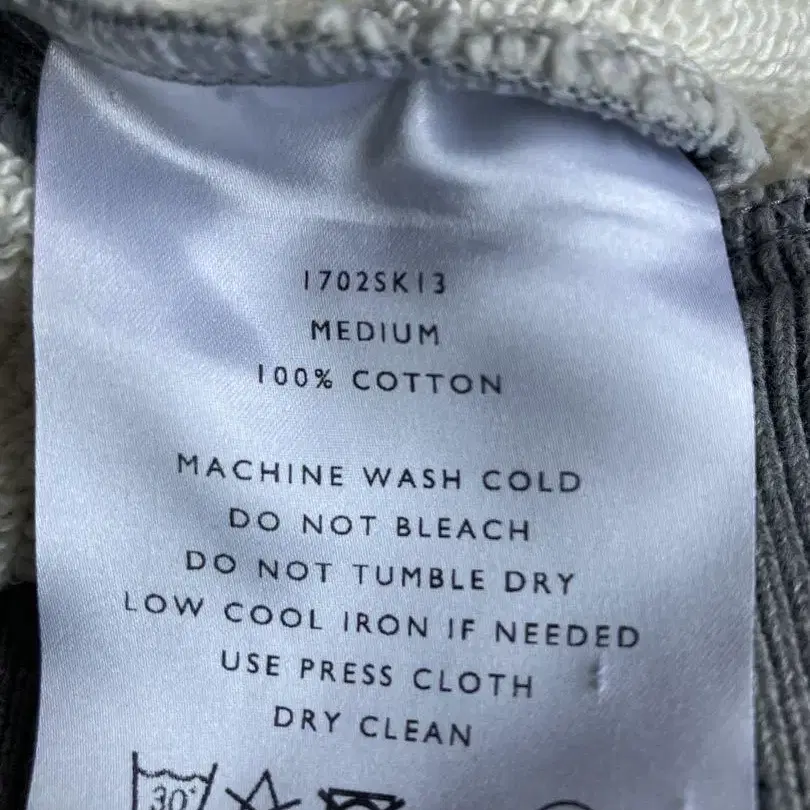 1702SK13
MEDIUM
100% COTTON
MACHINE WASH COLD
DO NOT BLEACH
DO NOT TUMBLE DRY
LOW COOL IRON IF NEEDED
USE PRESS CLOTH
DRY CLEAN
30°